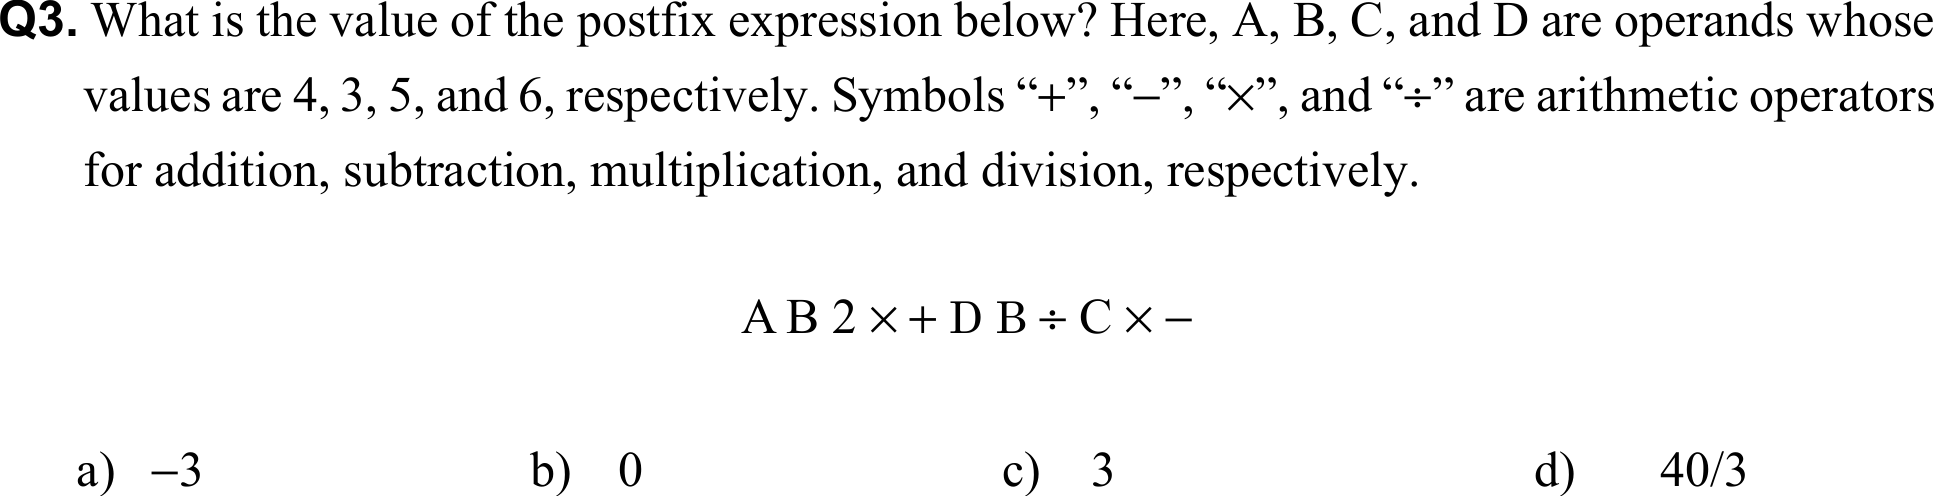 Q3. What is the value of the postfix expression below? Here, A, B, C, and D are operands whose
values are 4, 3, 5, and 6, respectively. Symbols “+”, “−”, “×”, and “÷” are arithmetic operators
for addition, subtraction, multiplication, and division, respectively.
A B 2 × + D B ÷ C × −
a) −3 b) 0 c) 3 d) 40/3